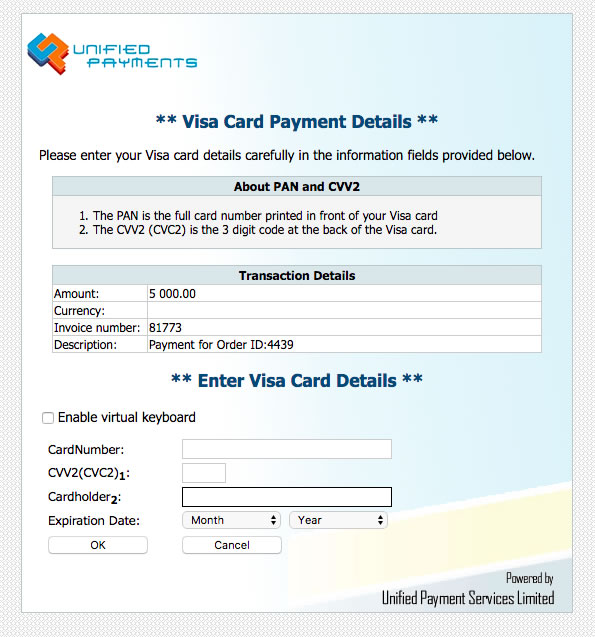 UNIFIED
PAYMENTS
** Visa Card Payment Details **
Please enter your Visa card details carefully in the information fields provided below.
About PAN and CVV2
1. The PAN is the full card number printed in front of your Visa card
2. The CVV2 (CVC2) is the 3 digit code at the back of the Visa card.
Transaction Details
Amount: 5 000.00
Currency:
Invoice number: 81773
Description: Payment for Order ID:4439
** Enter Visa Card Details **
Enable virtual keyboard
CardNumber:
CVV2(CVC2)1:
Cardholder2:
Expiration Date: Month Year
OK Cancel
Powered by
Unified Payment Services Limited